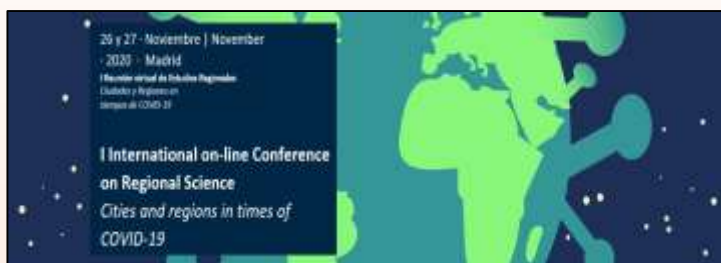 26 y 27 · Noviembre | November
· 2020 · Madrid
I Reunión virtual de Estudios Regionales
Ciudades y Regiones en
tiempos de COVID-19
I International on-line Conference
on Regional Science
Cities and regions in times of
COVID-19